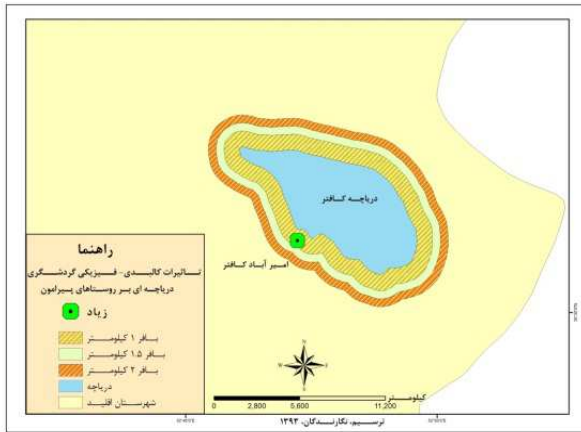 دریاچه کافتر
امیر آباد کافتر
راهنما
تاثیرات کالبدی - فیزیکی گردشگری
دریاچه ای بر روستاهای پیرامون
زیاد
بافر ۱ کیلومتر
بافر ۱.۵ کیلومتر
بافر ۲ کیلومتر
دریاچه
شهرستان اقلید
N
کیلومتر
0 2,800 5,600 11,200
ترسیم، نگارندگان، ۱۳۹۳